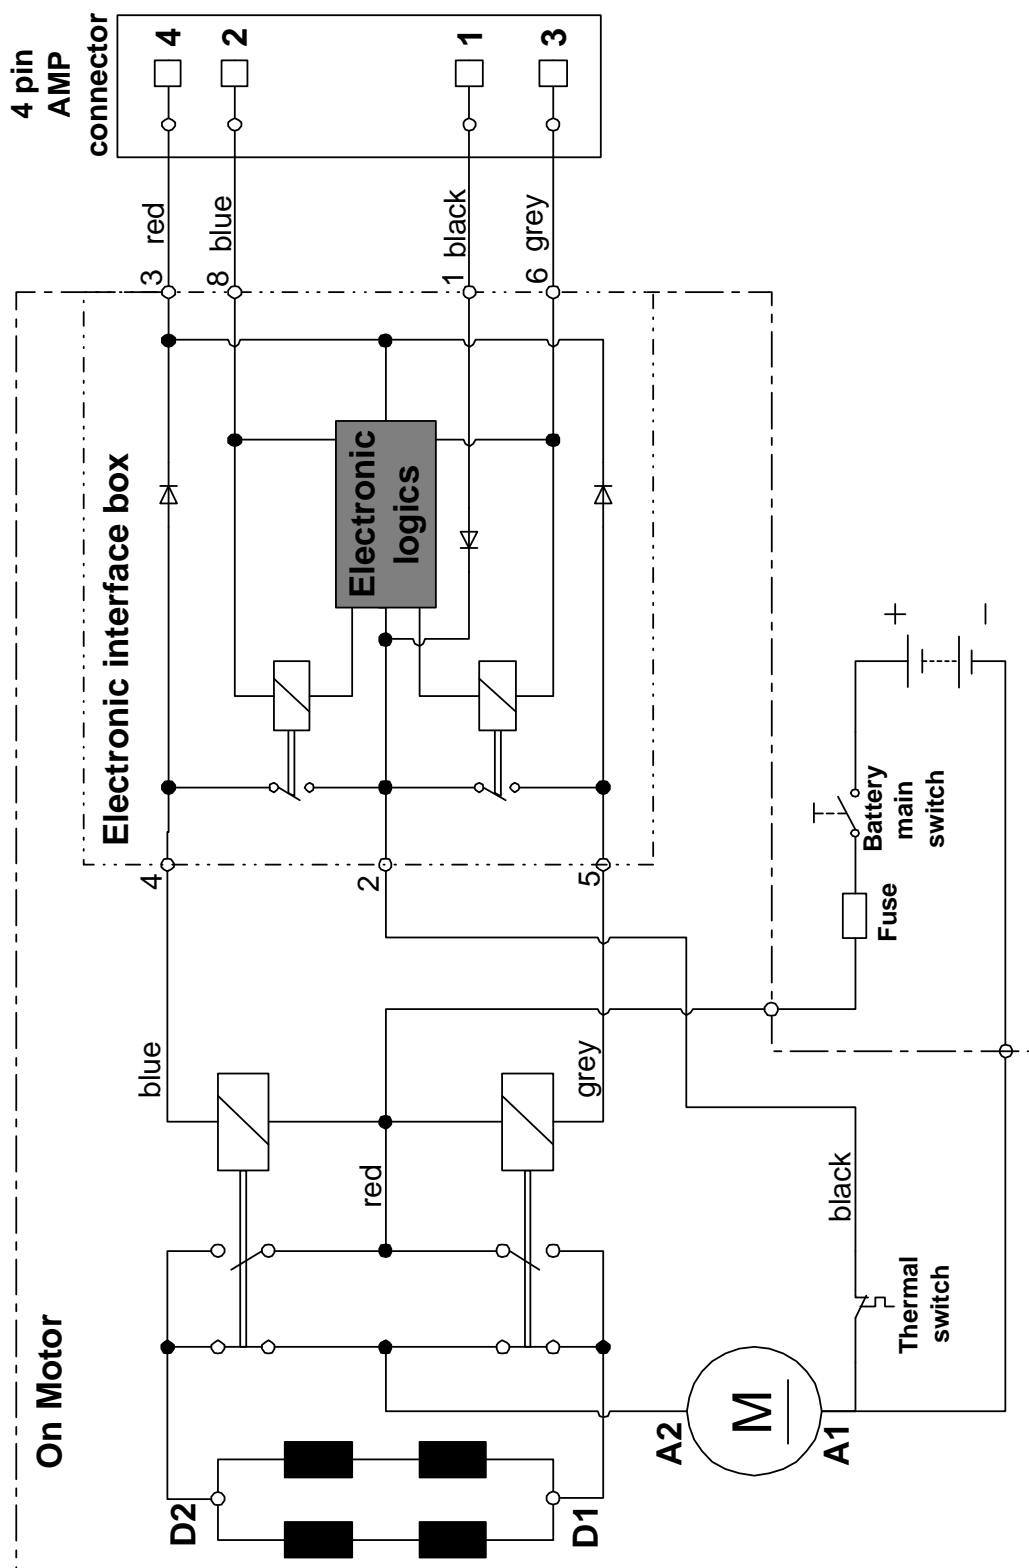 4 pin
AMP
connector
4
2
1
3
red
blue
black
grey
3
8
1
6
Electronic interface box
Electronic
logics
4
2
5
+
–
Battery
main
switch
Fuse
blue
red
grey
black
On Motor
Thermal
switch
M
A2
A1
D2
D1